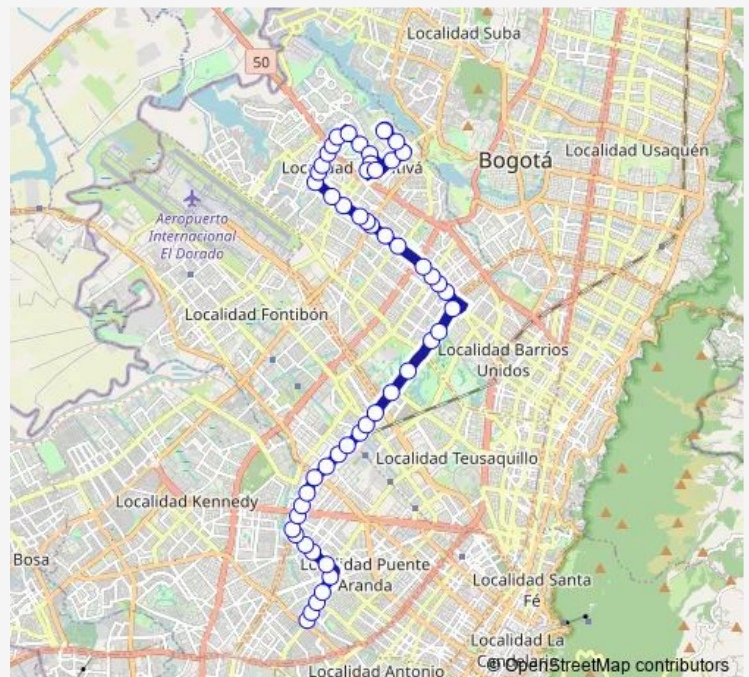 Localidad Suba
50
Localidad
vá
Bogotá
Localidad Usaquén
Aeropuerto
Internacional
El Dorado
Localidad Fontibón
Localidad Barrios
Unidos
Localidad Teusaquillo
Localidad Kennedy
Bosa
Puente
Aranda
Localidad Santa
Fé
Localidad La
Localidad Antonio
© OpenStreetMap contributors